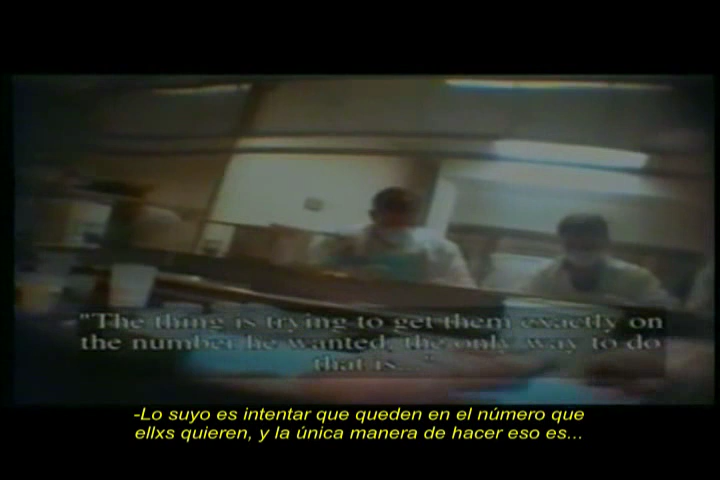 "The thing is trying to get them exactly on
the number he wanted, the only way to do
that is..."
-Lo suyo es intentar que queden en el número que
ellxs quieren, y la única manera de hacer eso es...